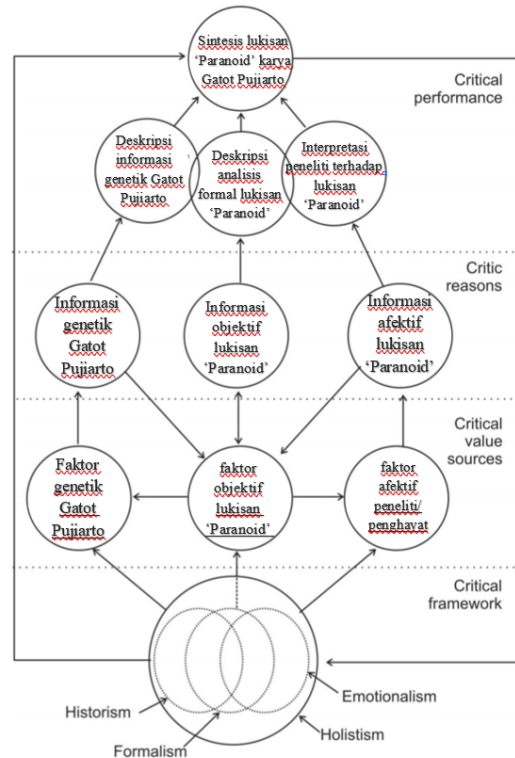 Sintesis lukisan
'Paranoid' karya
Gatot Pujiarto
Critical
performance
Deskripsi
informasi
genetik Gatot
Pujiarto
Deskripsi
analisis
formal lukisan
'Paranoid'
Interpretasi
peneliti terhadap
lukisan
'Paranoid'
Critic
reasons
Informasi
genetik
Gatot
Pujiarto
Informasi
objektif
lukisan
'Paranoid'
Informasi
afektif
lukisan
'Paranoid'
Critical
value
sources
Faktor
genetik
Gatot
Pujiarto
faktor
objektif
lukisan
'Paranoid'
faktor
afektif
peneliti/
penghayat
Critical
framework
Historism
Formalism
Emotionalism
Holistism